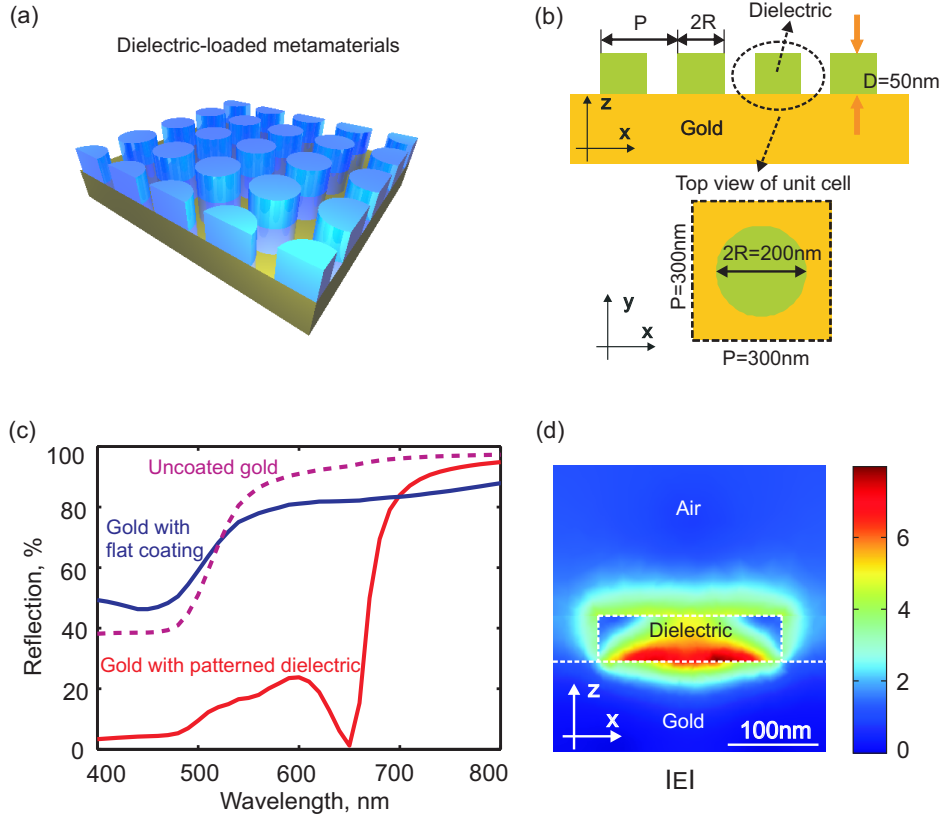 (a)
Dielectric-loaded metamaterials
(b)
Dielectric
P
2R
D=50nm
z
x
Gold
Top view of unit cell
2R=200nm
P=300nm
y
x
P=300nm
(c)
100
80
60
40
20
0
Reflection, %
Uncoated gold
Gold with
flat coating
Gold with patterned dielectric
400 500 600 700 800
Wavelength, nm
(d)
Air
Dielectric
z
x
Gold
100nm
6
4
2
0
|E|